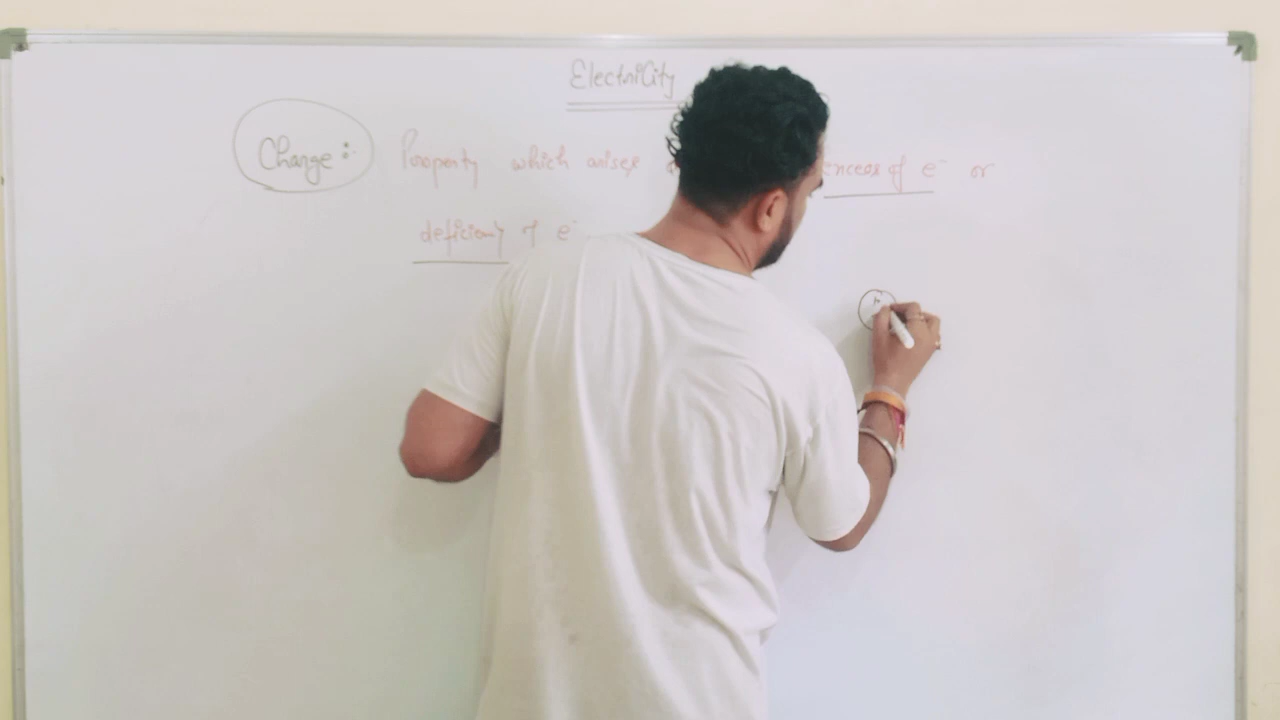 Electricity
Charge :- Property which arises excess of e⁻ or
deficiency of e⁻